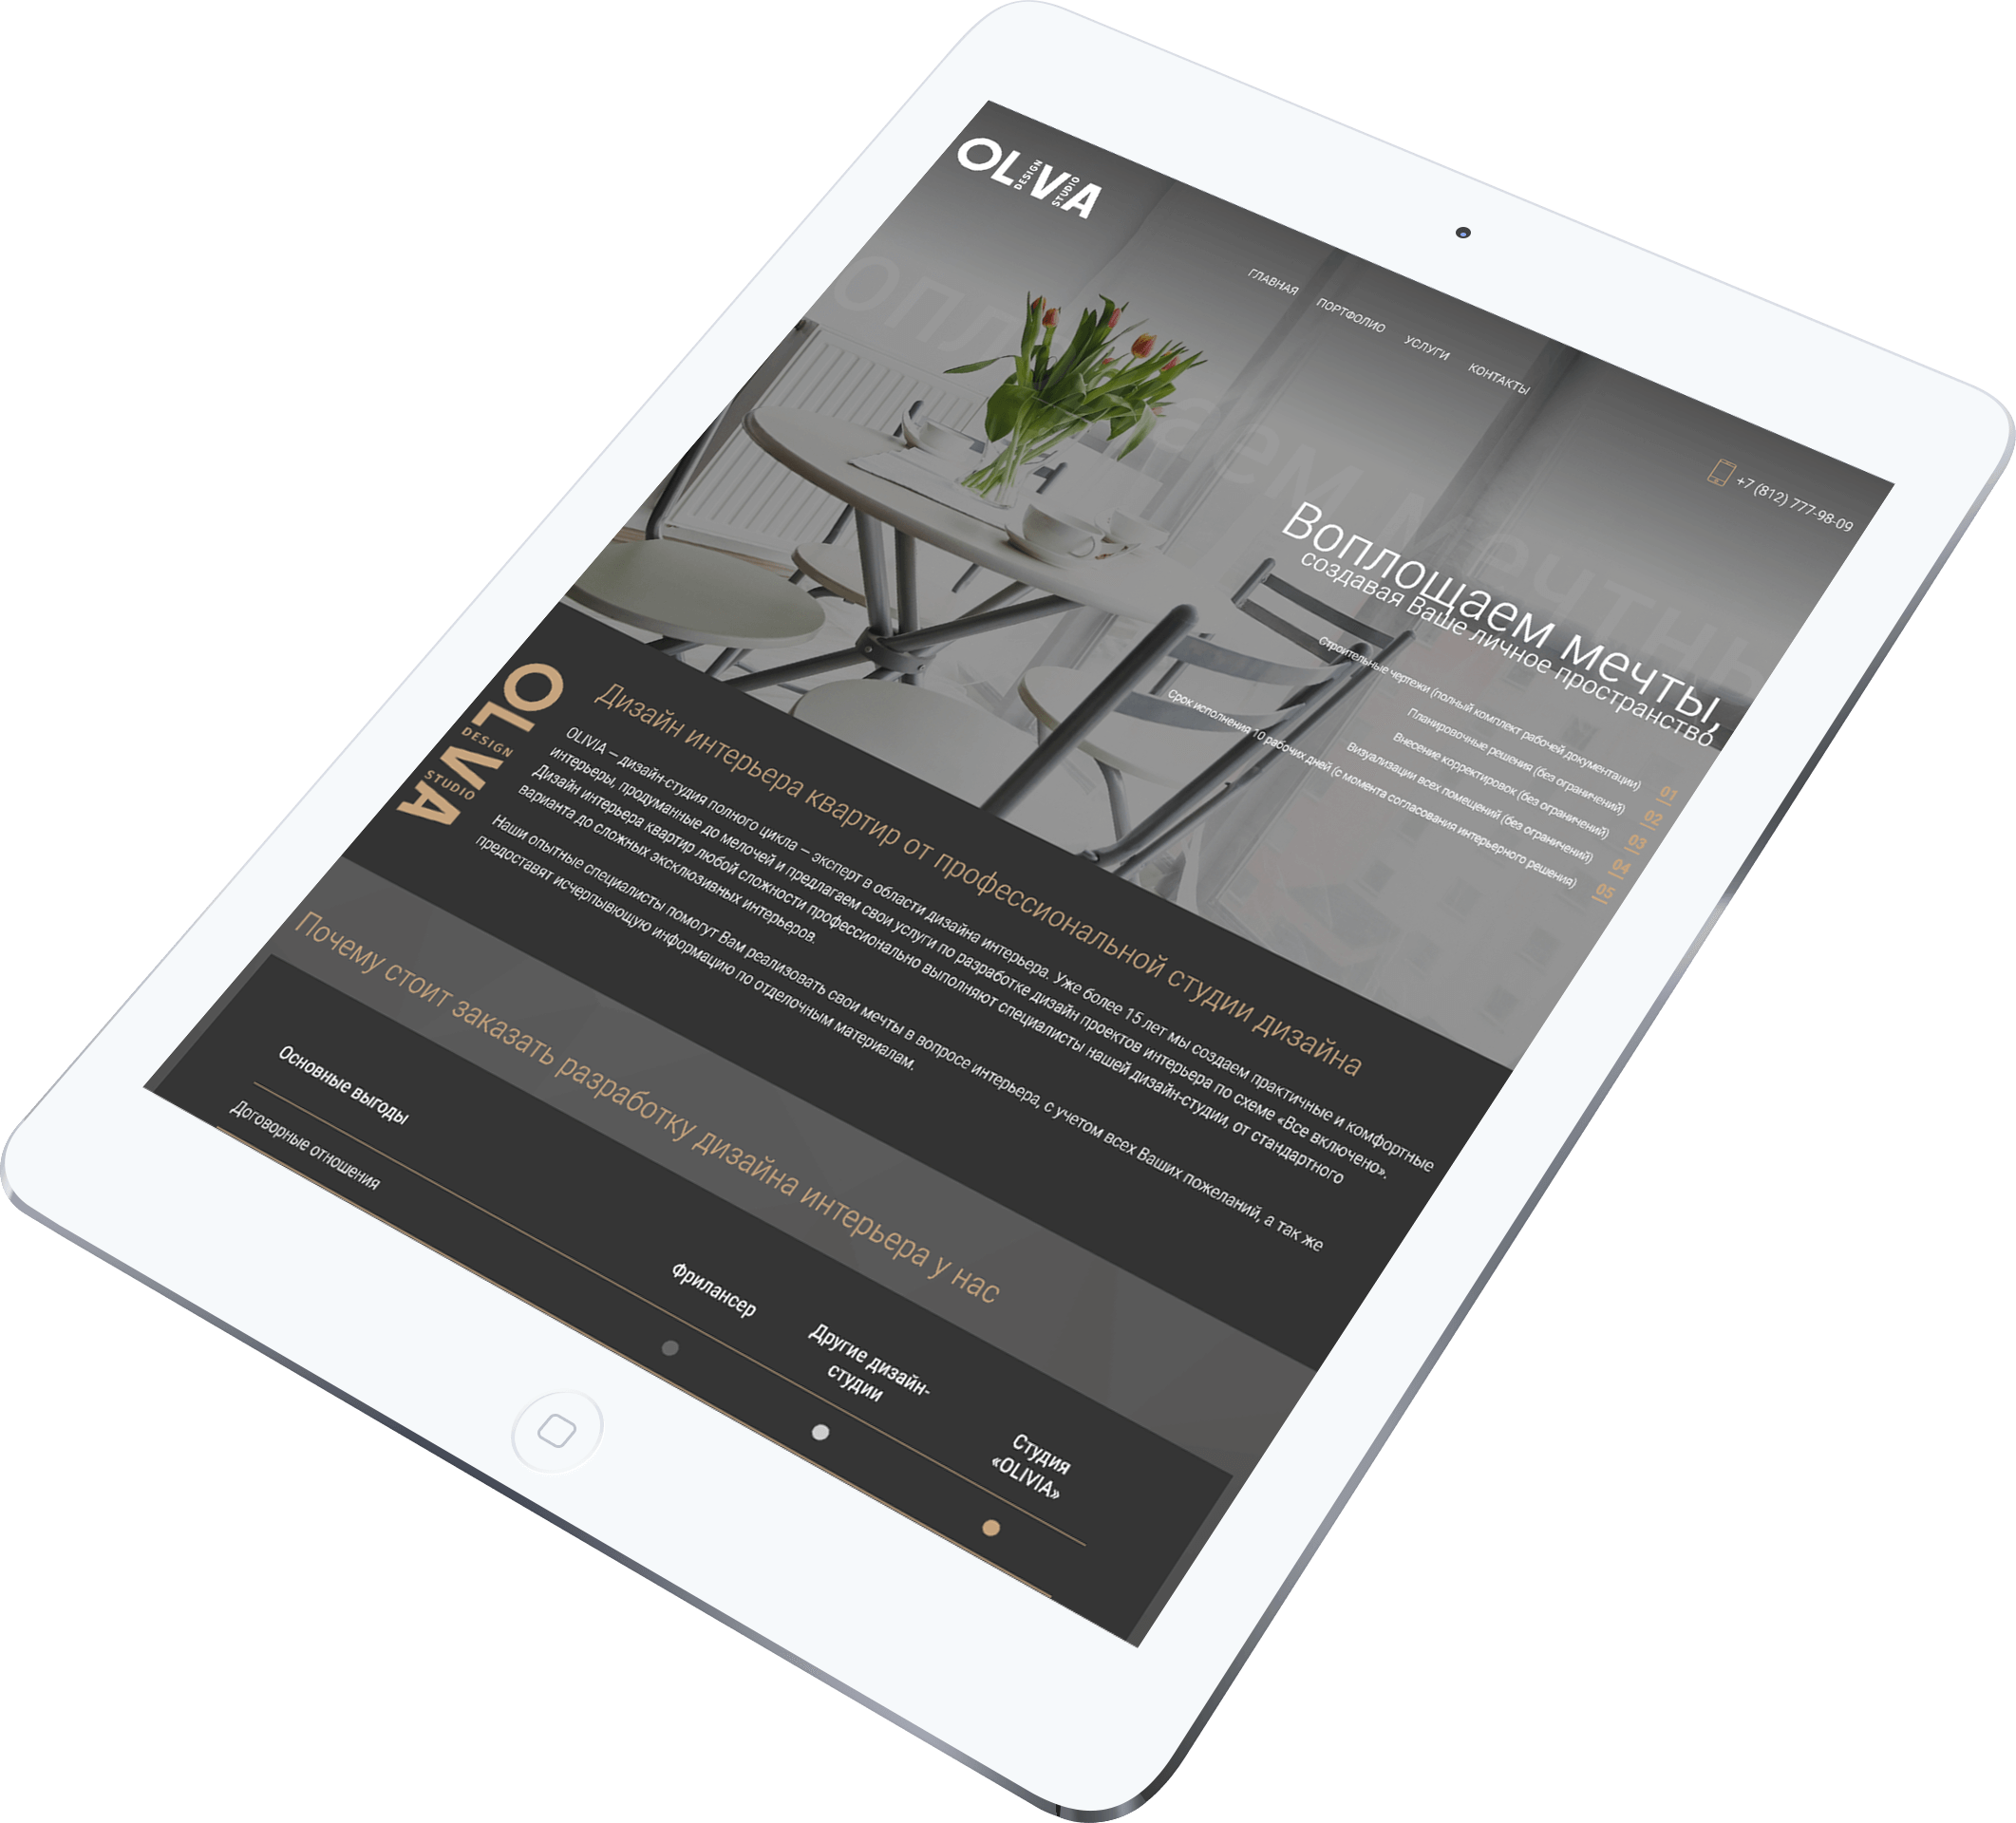 OLIVIA
DESIGN
STUDIO
ГЛАВНАЯ
ПОРТФОЛИО
УСЛУГИ
КОНТАКТЫ
+7 (812) 777-98-09
Воплощаем мечты,
создавая Ваше личное пространство
Строительные чертежи (полный комплект рабочей документации) 01
Планировочные решения (без ограничений) 02
Внесение корректировок (без ограничений) 03
Визуализации всех помещений (без ограничений) 04
Срок исполнения 10 рабочих дней (с момента согласования интерьерного решения) 05
OLIVIA
DESIGN
STUDIO
Дизайн интерьера квартир от профессиональной студии дизайна
OLIVIA — дизайн-студия полного цикла — эксперт в области дизайна интерьера. Уже более 15 лет мы создаем практичные и комфортные
интерьеры, продуманные до мелочей и предлагаем свои услуги по разработке дизайн проектов интерьера по схеме «Все включено».
Дизайн интерьера квартир любой сложности профессионально выполняют специалисты нашей дизайн-студии, от стандартного
варианта до сложных эксклюзивных интерьеров.
Наши опытные специалисты помогут Вам реализовать свои мечты в вопросе интерьера, с учетом всех Ваших пожеланий, а так же
предоставят исчерпывющую информацию по отделочным материалам.
Почему стоит заказать разработку дизайна интерьера у нас
Основные выгоды
Фрилансер
Другие дизайн-
студии
Студия
«OLIVIA»
Договорные отношения